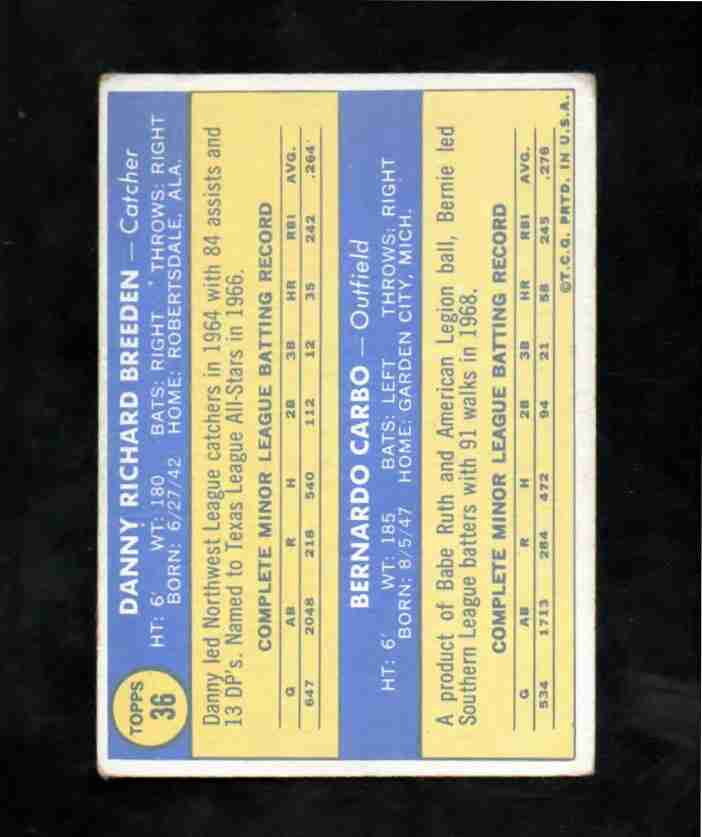 TOPPS
36
DANNY RICHARD BREEDEN — Catcher
HT: 6' WT: 180 BATS: RIGHT THROWS: RIGHT
BORN: 6/27/42 HOME: ROBERTSDALE, ALA.
Danny led Northwest League catchers in 1964 with 84 assists and
13 DP's. Named to Texas League All-Stars in 1966.
COMPLETE MINOR LEAGUE BATTING RECORD
G AB R H 2B 3B HR RBI AVG.
647 2048 218 540 112 12 35 242 .264
BERNARDO CARBO — Outfield
HT: 6' WT: 185 BATS: LEFT THROWS: RIGHT
BORN: 8/5/47 HOME: GARDEN CITY, MICH.
A product of Babe Ruth and American Legion ball, Bernie led
Southern League batters with 91 walks in 1968.
COMPLETE MINOR LEAGUE BATTING RECORD
G AB R H 2B 3B HR RBI AVG.
534 1713 284 472 94 21 58 245 .276
©T.C.G. PRTD. IN U.S.A.